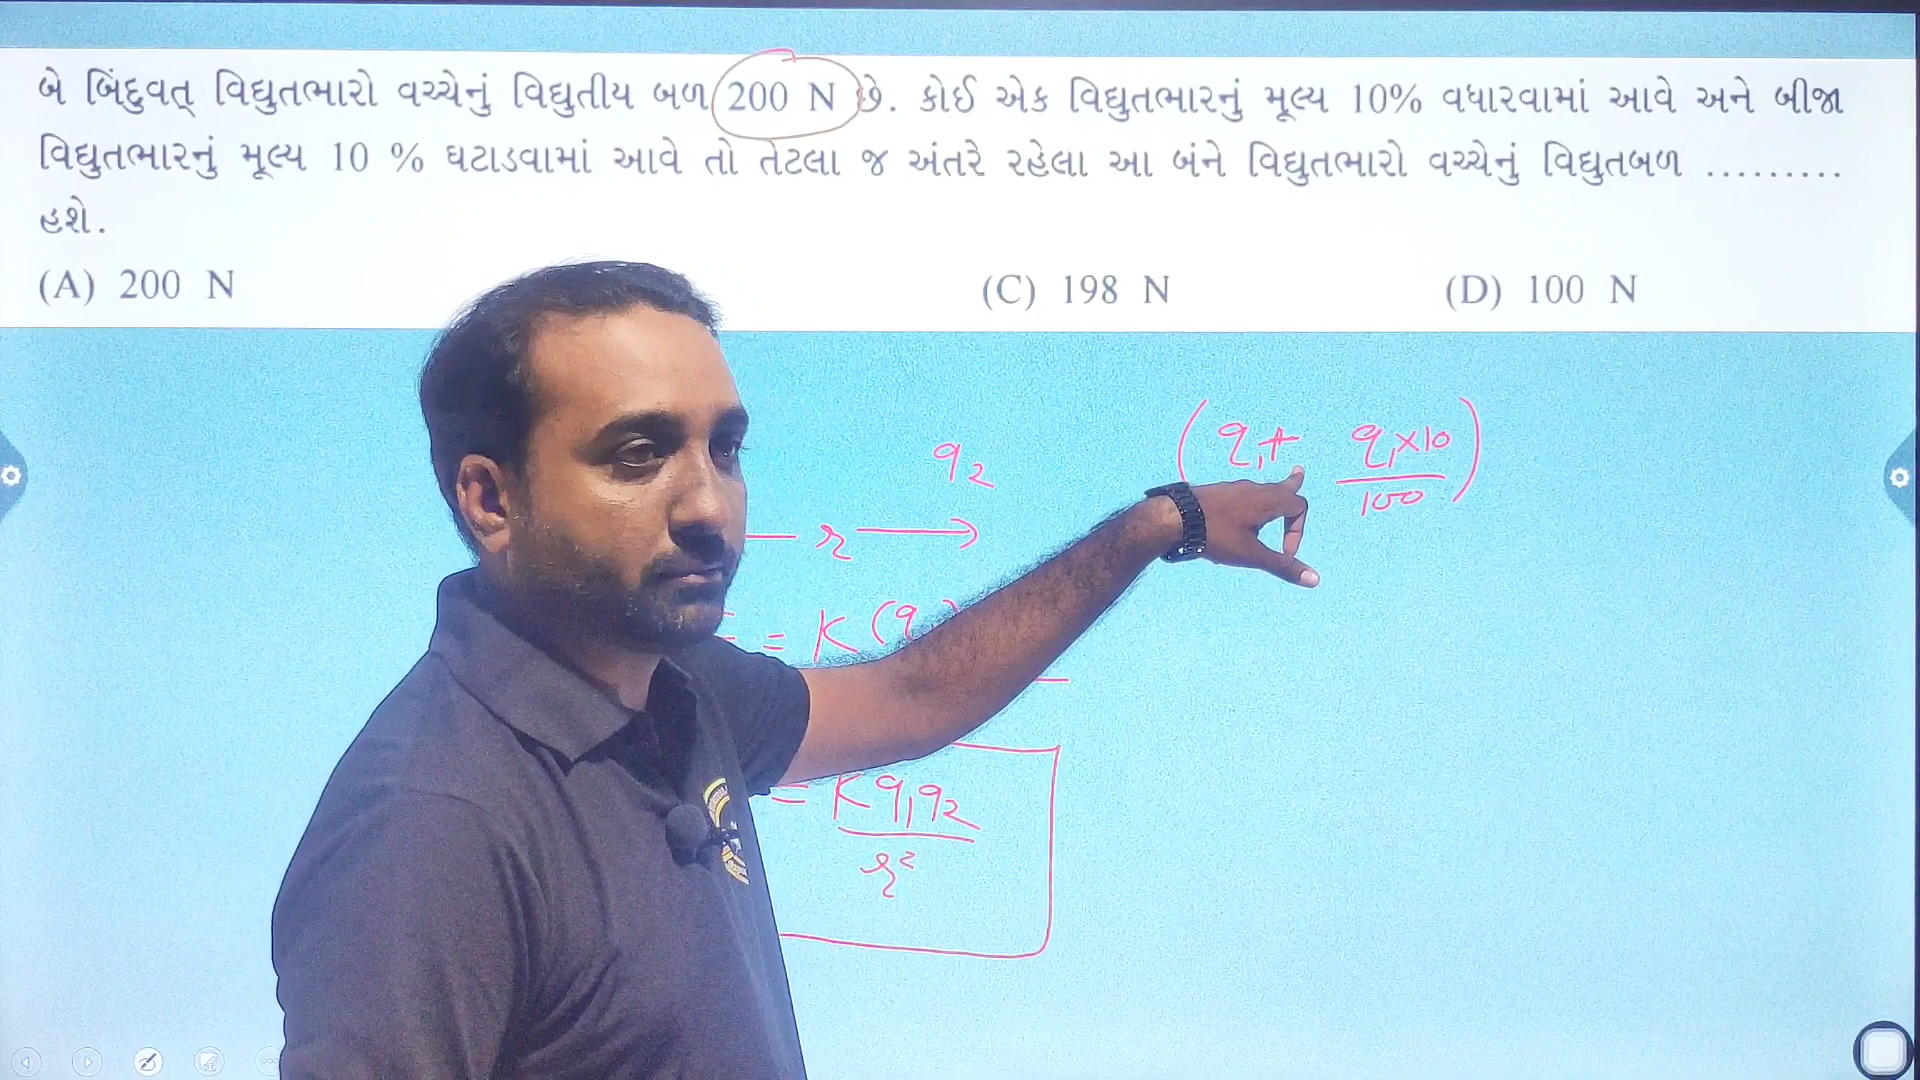 બે બિંદુવત્ વિદ્યુતભારો વચ્ચેનું વિદ્યુતીય બળ 200 N છે. કોઈ એક વિદ્યુતભારનું મૂલ્ય 10% વધારવામાં આવે અને બીજા
વિદ્યુતભારનું મૂલ્ય 10 % ઘટાડવામાં આવે તો તેટલા જ અંતરે રહેલા આ બંને વિદ્યુતભારો વચ્ચેનું વિદ્યુતબળ .........
હશે.
(A) 200 N (C) 198 N (D) 100 N
q₂ (q₁+ q₁×10/100)
r
= K(q
= Kq₁q₂
r²